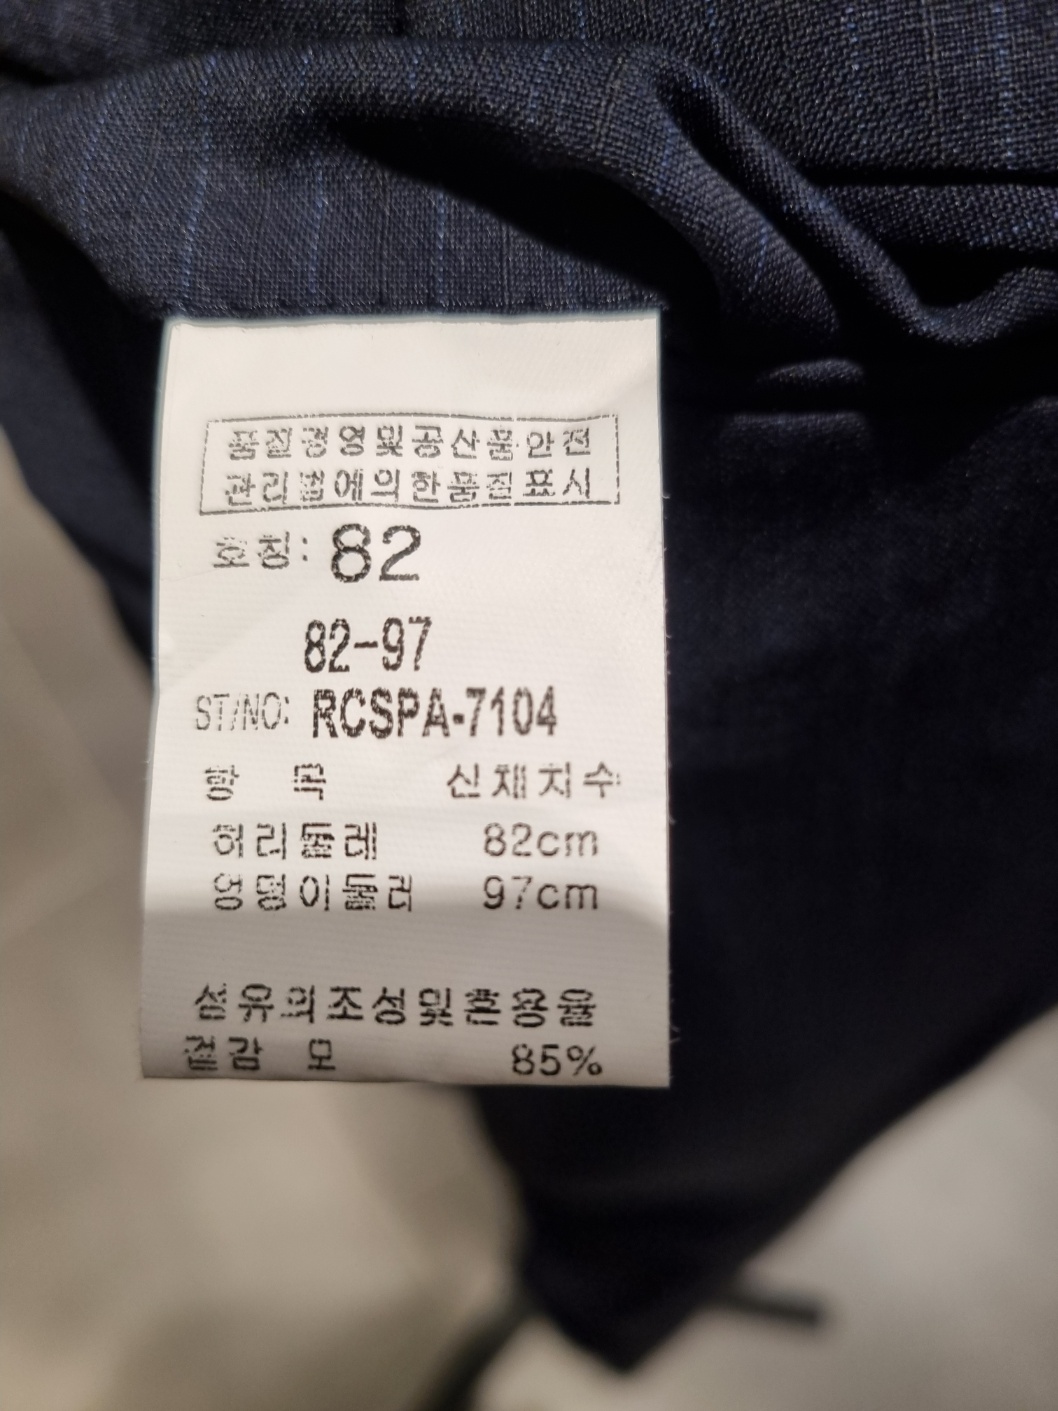 품질경영및공산품안전
관리법에의한품질표시
호칭: 82
82-97
ST/NO: RCSPA-7104
항 목 신체치수
허리둘레 82cm
엉덩이둘레 97cm
섬유의조성및혼용율
겉감 모 85%